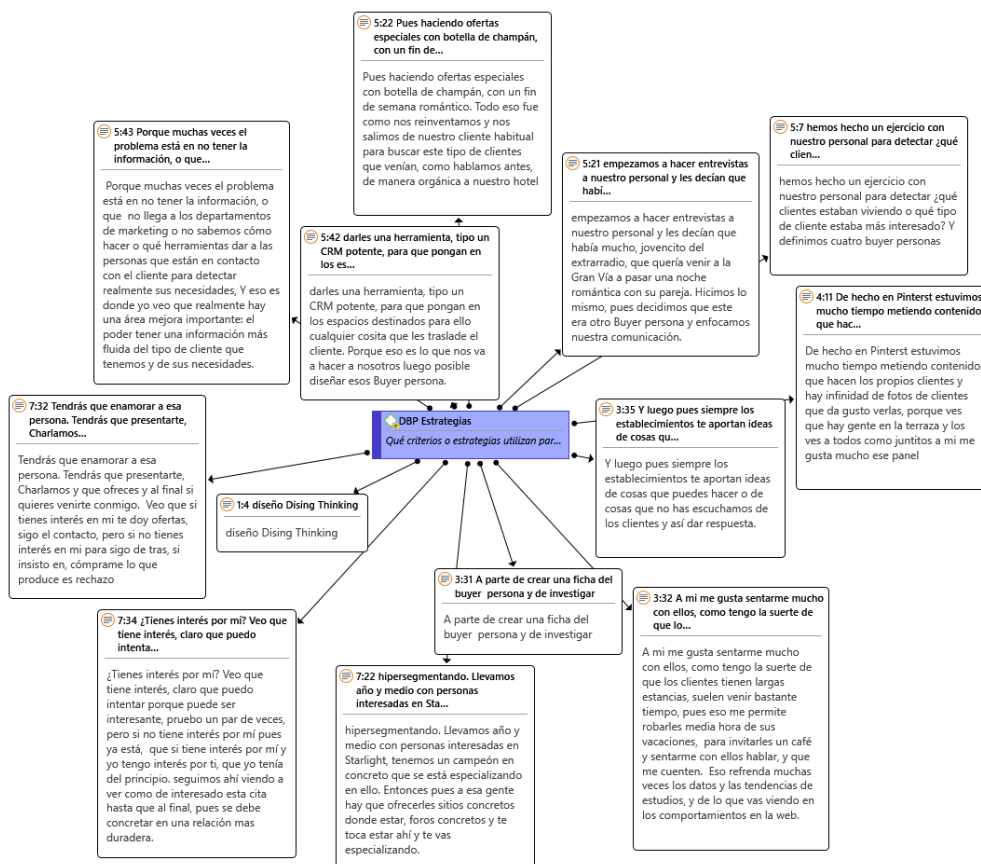 5:22 Pues haciendo ofertas
especiales con botella de champán,
con un fin de...
Pues haciendo ofertas especiales
con botella de champán, con un fin
de semana romántico. Todo eso fue
como nos reinventamos y nos
salimos de nuestro cliente habitual
para buscar este tipo de clientes
que venían, como hablamos antes,
de manera orgánica a nuestro hotel
5:43 Porque muchas veces el
problema está en no tener la
información, o que...
Porque muchas veces el problema
está en no tener la información, o
que no llega a los departamentos
de marketing o no sabemos cómo
hacer o qué herramientas dar a las
personas que están en contacto
con el cliente para detectar
realmente sus necesidades, Y eso es
donde yo veo que realmente hay
una área mejora importante: el
poder tener una información más
fluida del tipo de cliente que
tenemos y de sus necesidades.
5:7 hemos hecho un ejercicio con
nuestro personal para detectar ¿qué
clien...
hemos hecho un ejercicio con
nuestro personal para detectar ¿qué
clientes estaban viviendo o qué tipo
de cliente estaba más interesado? Y
definimos cuatro buyer personas
5:21 empezamos a hacer entrevistas
a nuestro personal y les decían que
habí...
empezamos a hacer entrevistas a
nuestro personal y les decían que
había mucho, jovencito del
extrarradio, que quería venir a la
Gran Vía a pasar una noche
romántica con su pareja. Hicimos lo
mismo, pues decidimos que este
era otro Buyer persona y enfocamos
nuestra comunicación.
5:42 darles una herramienta, tipo un
CRM potente, para que pongan en
los es...
darles una herramienta, tipo un
CRM potente, para que pongan en
los espacios destinados para ello
cualquier cosita que les traslade el
cliente. Porque eso es lo que nos va
a hacer a nosotros luego posible
diseñar esos Buyer persona.
4:11 De hecho en Pinterst estuvimos
mucho tiempo metiendo contenido
que hac...
De hecho en Pinterst estuvimos
mucho tiempo metiendo contenido
que hacen los propios clientes y
hay infinidad de fotos de clientes
que da gusto verlas, porque ves
que hay gente en la terraza y los
ves a todos como juntitos a mi me
gusta mucho ese panel
7:32 Tendrás que enamorar a esa
persona. Tendrás que presentarte,
Charlamos...
Tendrás que enamorar a esa
persona. Tendrás que presentarte,
Charlamos y que ofreces y al final si
quieres venirte conmigo. Veo que si
tienes interés en mi te doy ofertas,
sigo el contacto, pero si no tienes
interés en mi para sigo de tras, si
insisto en, cómprame lo que
produce es rechazo
DBP Estrategias
Qué criterios o estrategias utilizan par...
3:35 Y luego pues siempre los
establecimientos te aportan ideas
de cosas qu...
Y luego pues siempre los
establecimientos te aportan ideas
de cosas que puedes hacer o de
cosas que no has escuchamos de
los clientes y así dar respuesta.
1:4 diseño Dising Thinking
diseño Dising Thinking
3:31 A parte de crear una ficha del
buyer persona y de investigar
A parte de crear una ficha del
buyer persona y de investigar
3:32 A mi me gusta sentarme mucho
con ellos, como tengo la suerte de
que lo...
A mi me gusta sentarme mucho
con ellos, como tengo la suerte de
que los clientes tienen largas
estancias, suelen venir bastante
tiempo, pues eso me permite
robarles media hora de sus
vacaciones, para invitarles un café
y sentarme con ellos hablar, y que
me cuenten. Eso refrenda muchas
veces los datos y las tendencias de
estudios, y de lo que vas viendo en
los comportamientos en la web.
7:34 ¿Tienes interés por mí? Veo que
tiene interés, claro que puedo
intenta...
¿Tienes interés por mí? Veo que
tiene interés, claro que puedo
intentar porque puede ser
interesante, pruebo un par de veces,
pero si no tiene interés por mí pues
ya está, que si tiene interés por mí y
yo tengo interés por ti, que yo tenía
del principio. seguimos ahí viendo a
ver como de interesado esta cita
hasta que al final, pues se debe
concretar en una relación mas
duradera.
7:22 hipersegmentando. Llevamos
año y medio con personas
interesadas en Sta...
hipersegmentando. Llevamos año y
medio con personas interesadas en
Starlight, tenemos un campeón en
concreto que se está especializando
en ello. Entonces pues a esa gente
hay que ofrecerles sitios concretos
donde estar, foros concretos y te
toca estar ahí y te vas
especializando.